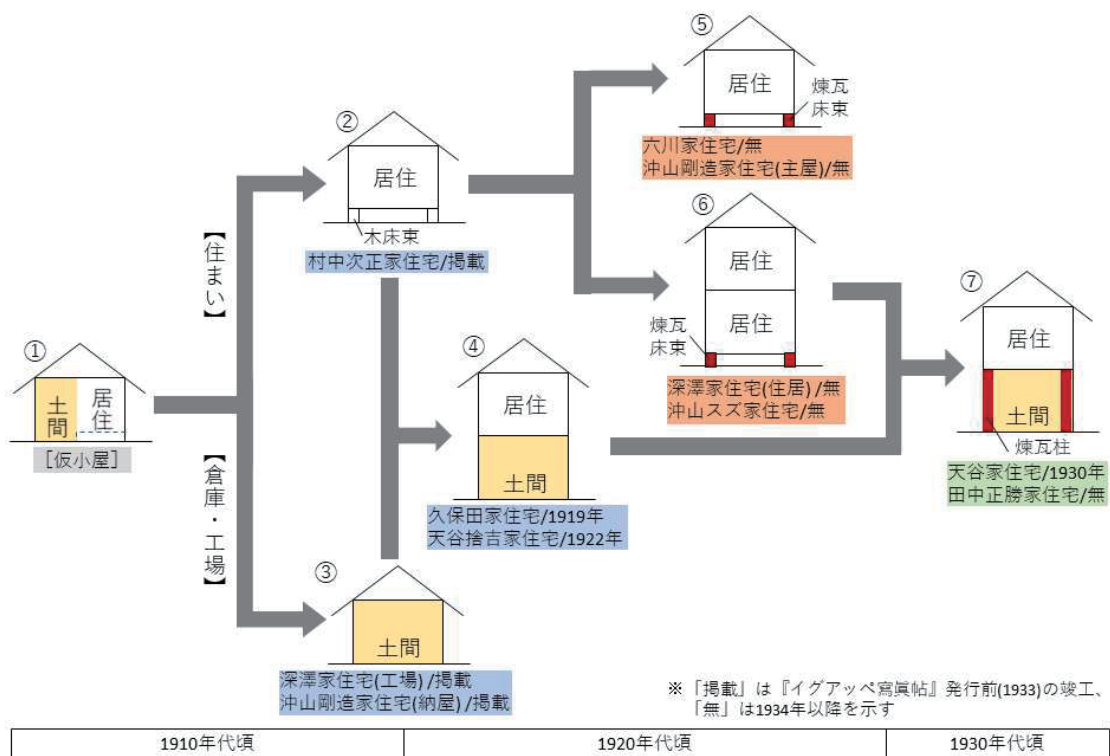 ①
土間
居住
［仮小屋］
【住まい】
【倉庫・工場】
②
居住
木床束
村中次正家住宅/掲載
③
土間
深澤家住宅(工場)/掲載
沖山剛造家住宅(納屋)/掲載
④
居住
土間
久保田家住宅/1919年
天谷捨吉家住宅/1922年
⑤
居住
煉瓦
床束
六川家住宅/無
沖山剛造家住宅(主屋)/無
⑥
居住
居住
煉瓦
床束
深澤家住宅(住居)/無
沖山スズ家住宅/無
⑦
居住
土間
煉瓦柱
天谷家住宅/1930年
田中正勝家住宅/無
※「掲載」は『イグアッペ寫眞帖』発行前(1933)の竣工、
「無」は1934年以降を示す
1910年代頃
1920年代頃
1930年代頃